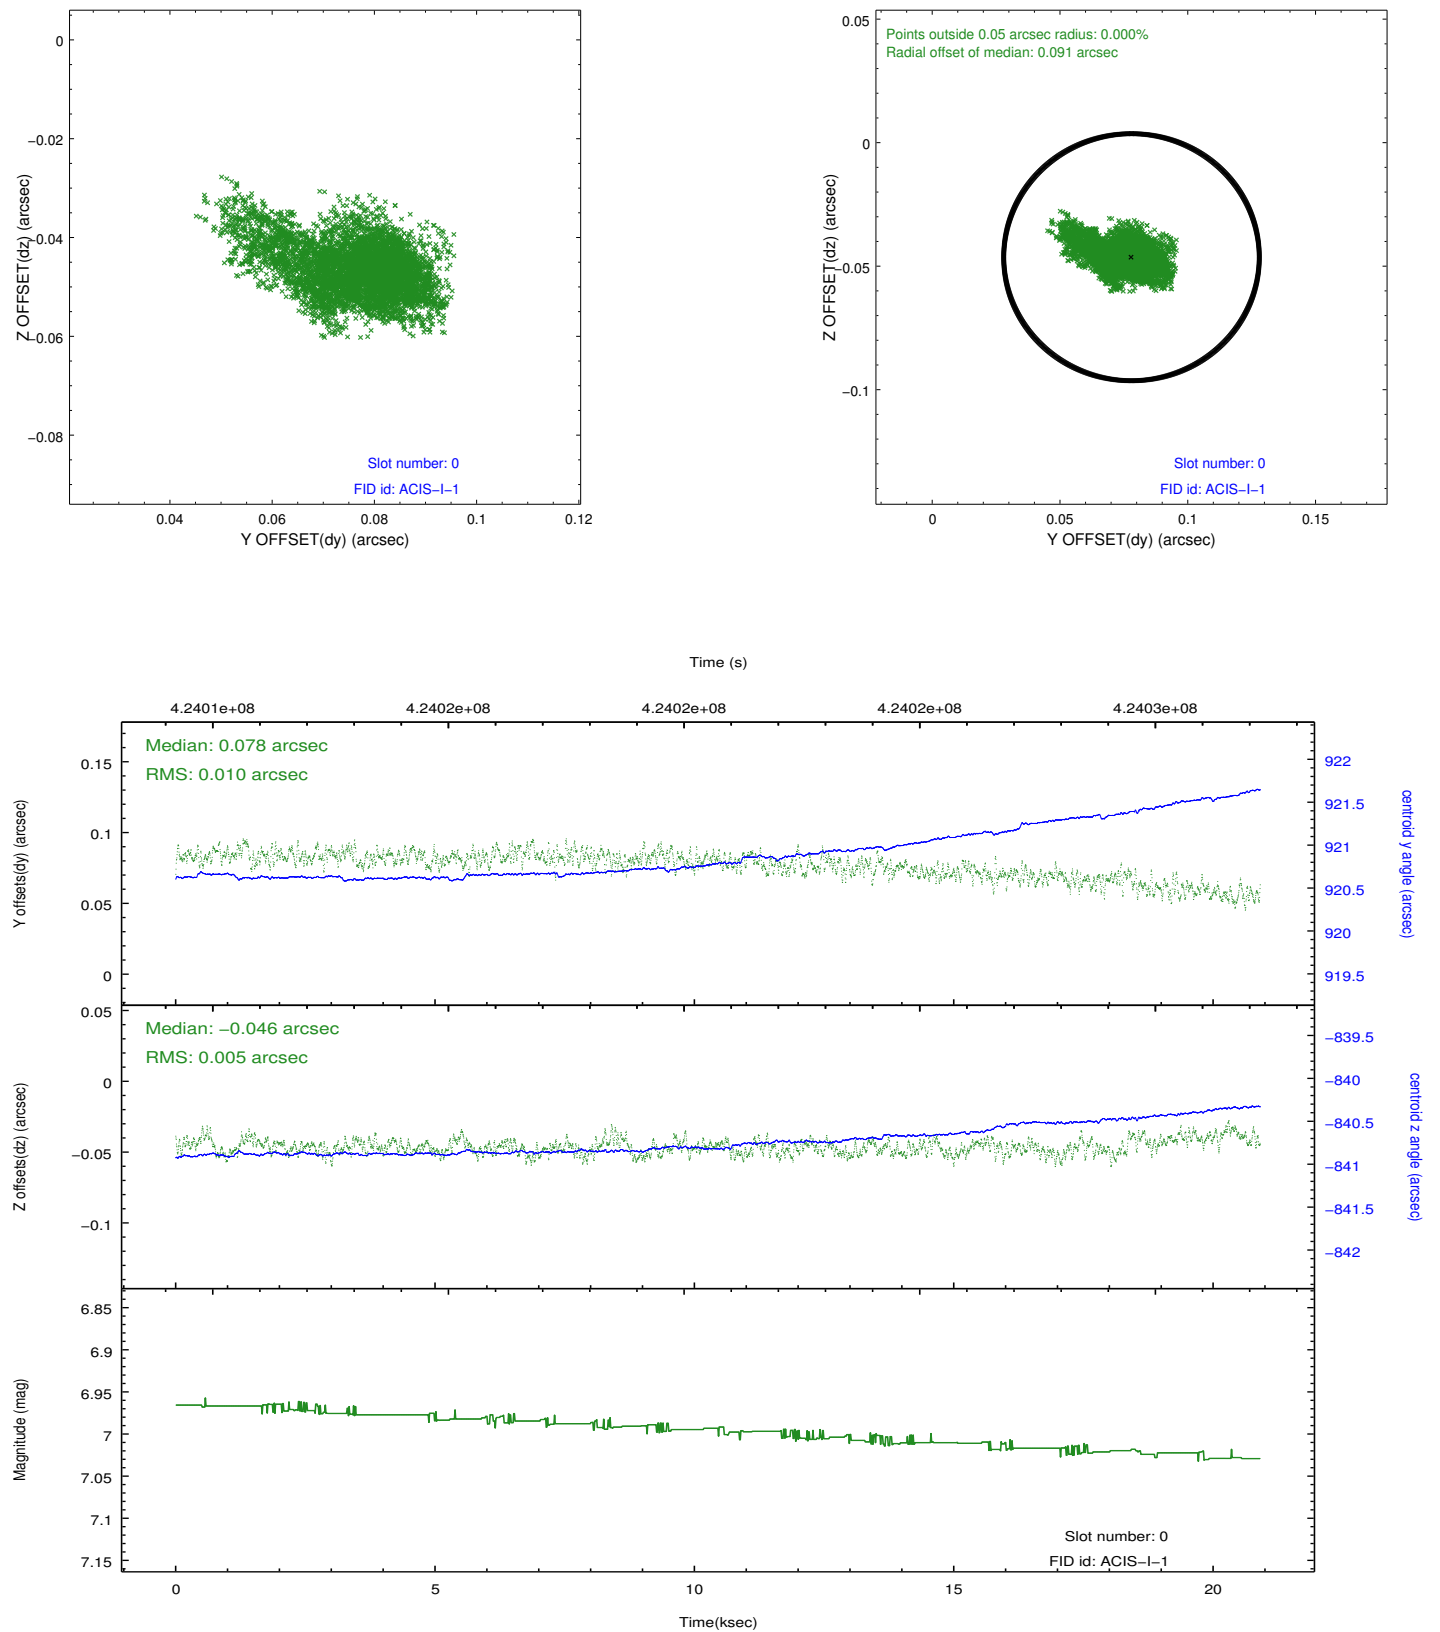 0
−0.02
−0.04
−0.06
−0.08
Z OFFSET(dz) (arcsec)
Slot number: 0
FID id: ACIS−I−1
0.04 0.06 0.08 0.1 0.12
Y OFFSET(dy) (arcsec)
Points outside 0.05 arcsec radius: 0.000%
Radial offset of median: 0.091 arcsec
0.05
0
−0.05
−0.1
Z OFFSET(dz) (arcsec)
Slot number: 0
FID id: ACIS−I−1
0 0.05 0.1 0.15
Y OFFSET(dy) (arcsec)
Time (s)
4.2401e+08 4.2402e+08 4.2402e+08 4.2402e+08 4.2403e+08
Median: 0.078 arcsec
RMS: 0.010 arcsec
0.15
0.1
0.05
0
Y offsets(dy) (arcsec)
922
921.5
921
920.5
920
919.5
centroid y angle (arcsec)
Median: −0.046 arcsec
RMS: 0.005 arcsec
0.05
0
−0.05
−0.1
Z offsets(dz) (arcsec)
−839.5
−840
−840.5
−841
−841.5
−842
centroid z angle (arcsec)
6.85
6.9
6.95
7
7.05
7.1
7.15
Magnitude (mag)
Slot number: 0
FID id: ACIS−I−1
0 5 10 15 20
Time(ksec)